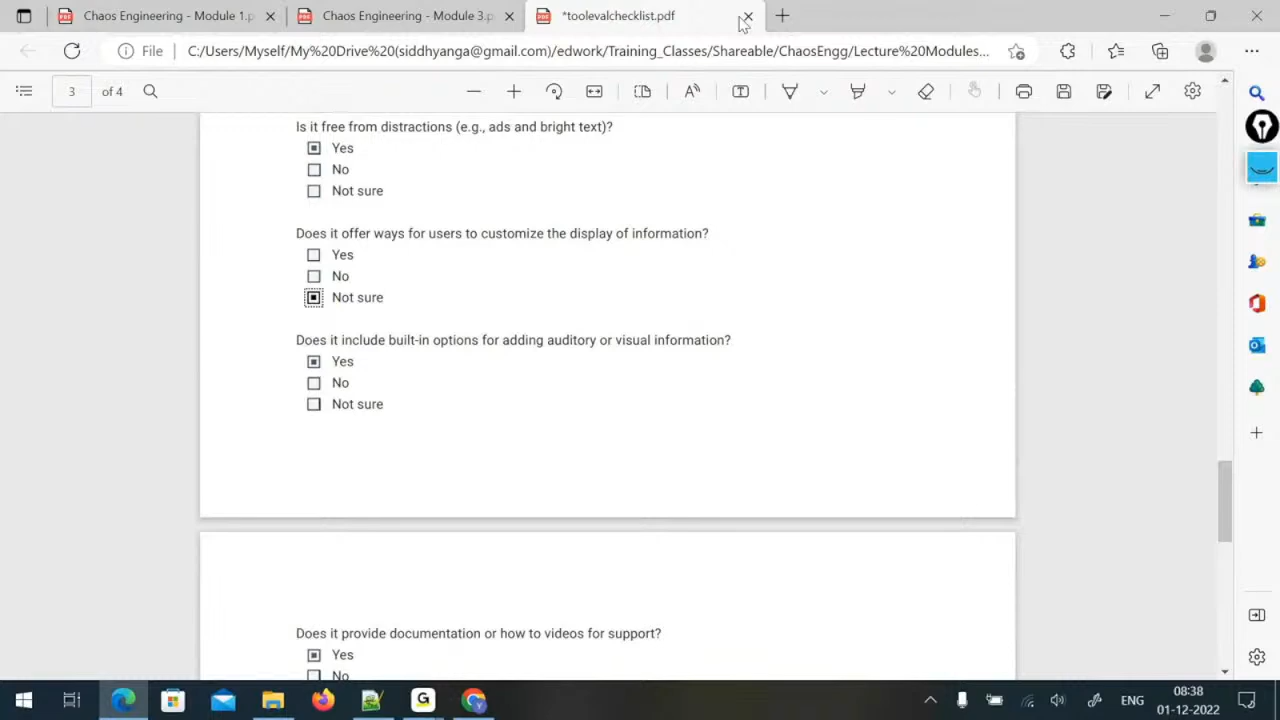 Chaos Engineering - Module 1.p
Chaos Engineering - Module 3.p
*toolevalchecklist.pdf
File
C:/Users/Myself/My%20Drive%20(siddhyanga@gmail.com)/edwork/Training_Classes/Shareable/ChaosEngg/Lecture%20Modules...
3 of 4
Is it free from distractions (e.g., ads and bright text)?
Yes
No
Not sure
Does it offer ways for users to customize the display of information?
Yes
No
Not sure
Does it include built-in options for adding auditory or visual information?
Yes
No
Not sure
Does it provide documentation or how to videos for support?
Yes
No
ENG
08:38
01-12-2022